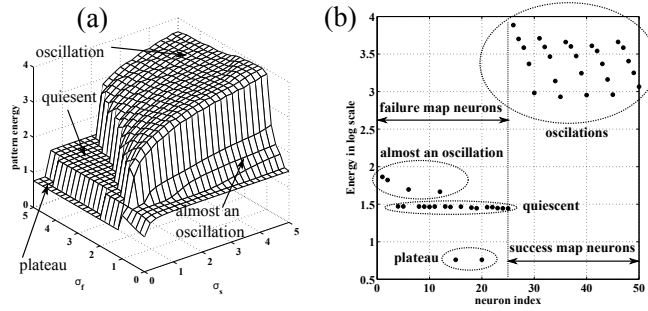 (a)
oscillation
quiesent
almost an
oscillation
plateau
pattern energy
4
3
2
1
0
5
4
3
2
1
0
σf
0
1
2
3
4
5
σs
(b)
Energy in log scale
4
3.5
3
2.5
2
1.5
1
0.5
failure map neurons
oscilations
almost an oscillation
quiescent
plateau
success map neurons
0
10
20
30
40
50
neuron index